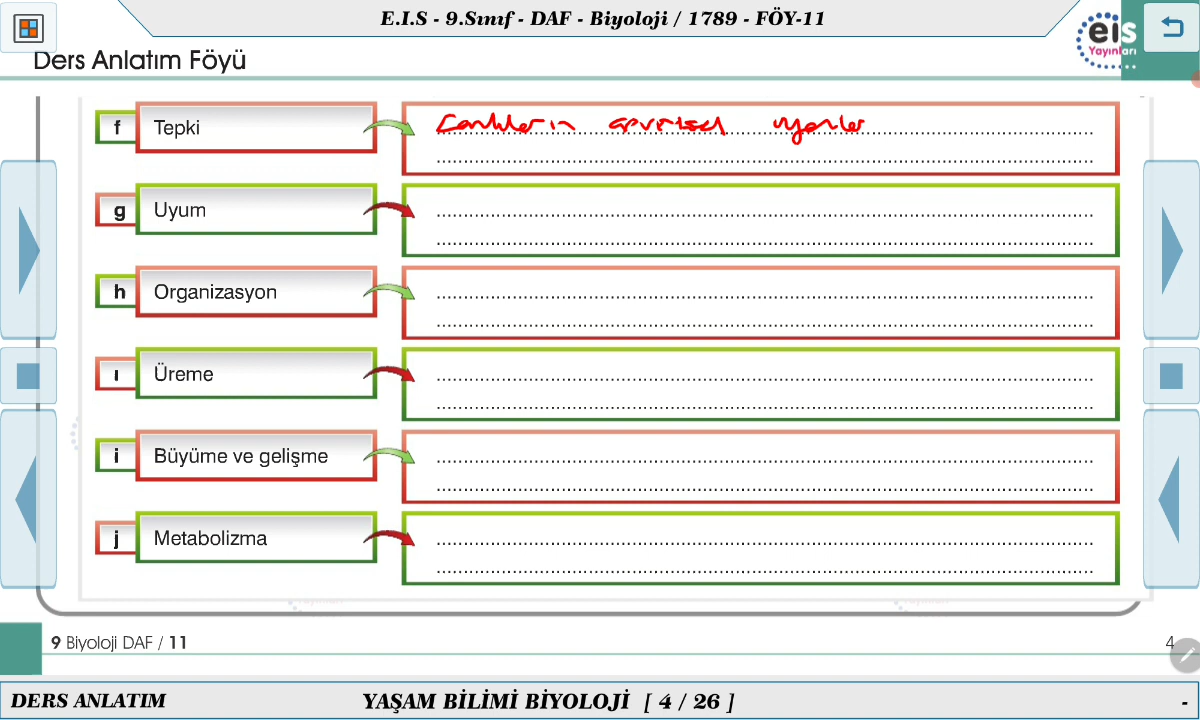 E.I.S - 9.Sınıf - DAF - Biyoloji / 1789 - FÖY-11
eis
Yayınları
Ders Anlatım Föyü
f Tepki
Canlıların çevresel uyarılar
g Uyum
h Organizasyon
ı Üreme
i Büyüme ve gelişme
j Metabolizma
9 Biyoloji DAF / 11
4
DERS ANLATIM YAŞAM BİLİMİ BİYOLOJİ [ 4 / 26 ] -